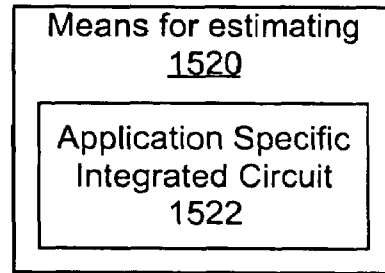 Means for estimating
1520
Application Specific
Integrated Circuit
1522